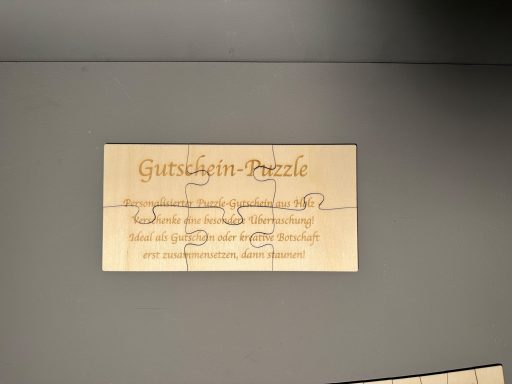 Gutschein-Puzzle
Personalisierter Puzzle-Gutschein aus Holz
Verschenke eine besondere Überraschung!
Ideal als Gutschein oder kreative Botschaft
erst zusammensetzen, dann staunen!